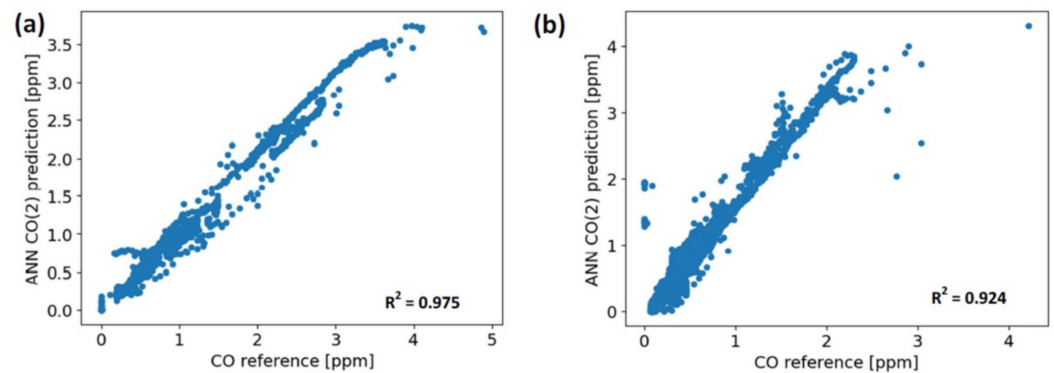 (a)
ANN CO(2) prediction [ppm]
3.5
3.0
2.5
2.0
1.5
1.0
0.5
0.0
R² = 0.975
0 1 2 3 4 5
CO reference [ppm]
(b)
ANN CO(2) prediction [ppm]
4
3
2
1
0
R² = 0.924
0 1 2 3 4
CO reference [ppm]